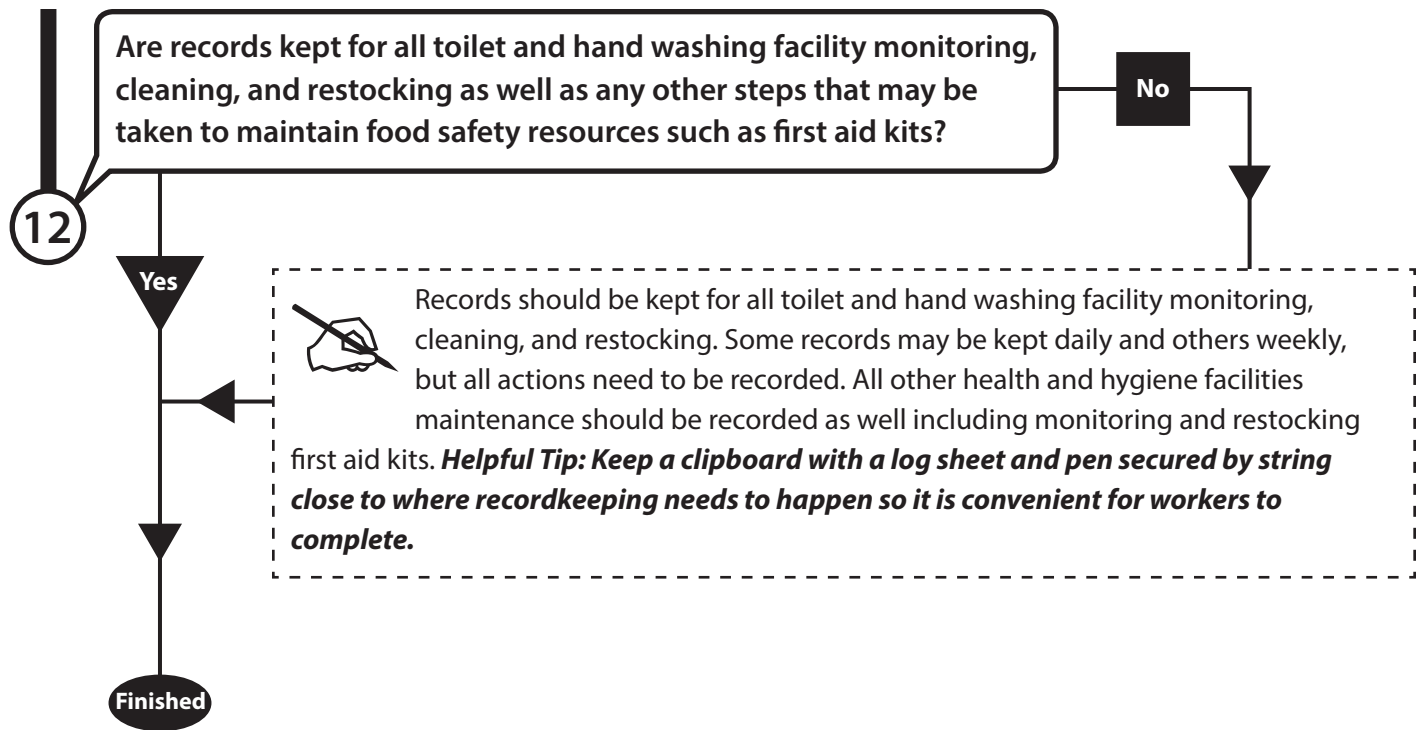 Are records kept for all toilet and hand washing facility monitoring,
cleaning, and restocking as well as any other steps that may be
taken to maintain food safety resources such as first aid kits?
No
12
Yes
Records should be kept for all toilet and hand washing facility monitoring,
cleaning, and restocking. Some records may be kept daily and others weekly,
but all actions need to be recorded. All other health and hygiene facilities
maintenance should be recorded as well including monitoring and restocking
first aid kits. Helpful Tip: Keep a clipboard with a log sheet and pen secured by string
close to where recordkeeping needs to happen so it is convenient for workers to
complete.
Finished